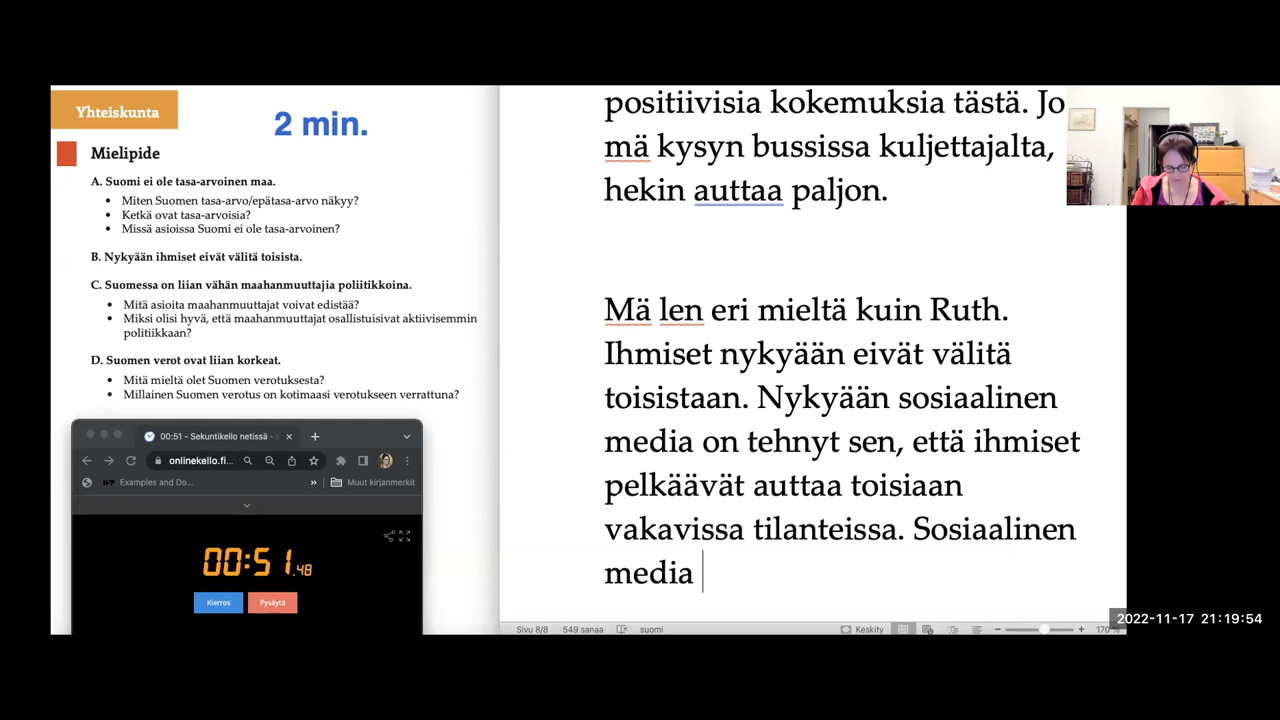 Yhteiskunta
2 min.
Mielipide
A. Suomi ei ole tasa-arvoinen maa.
• Miten Suomen tasa-arvo/epätasa-arvo näkyy?
• Ketkä ovat tasa-arvoisia?
• Missä asioissa Suomi ei ole tasa-arvoinen?
B. Nykyään ihmiset eivät välitä toisista.
C. Suomessa on liian vähän maahanmuuttajia poliitikkoina.
• Mitä asioita maahanmuuttajat voivat edistää?
• Miksi olisi hyvä, että maahanmuuttajat osallistuisivat aktiivisemmin
politiikkaan?
D. Suomen verot ovat liian korkeat.
• Mitä mieltä olet Suomen verotuksesta?
• Millainen Suomen verotus on kotimaasi verotukseen verrattuna?
00:51 - Sekuntikello netissä -
onlinekello.fi...
Examples and Do...
» Muut kirjanmerkit
00:51.48
Kierros
Pysäytä
positiivisia kokemuksia tästä. Jo
mä kysyn bussissa kuljettajalta,
hekin auttaa paljon.
Mä len eri mieltä kuin Ruth.
Ihmiset nykyään eivät välitä
toisistaan. Nykyään sosiaalinen
media on tehnyt sen, että ihmiset
pelkäävät auttaa toisiaan
vakavissa tilanteissa. Sosiaalinen
media
Sivu 8/8 549 sanaa suomi
Keskity
170 %
2022-11-17 21:19:54